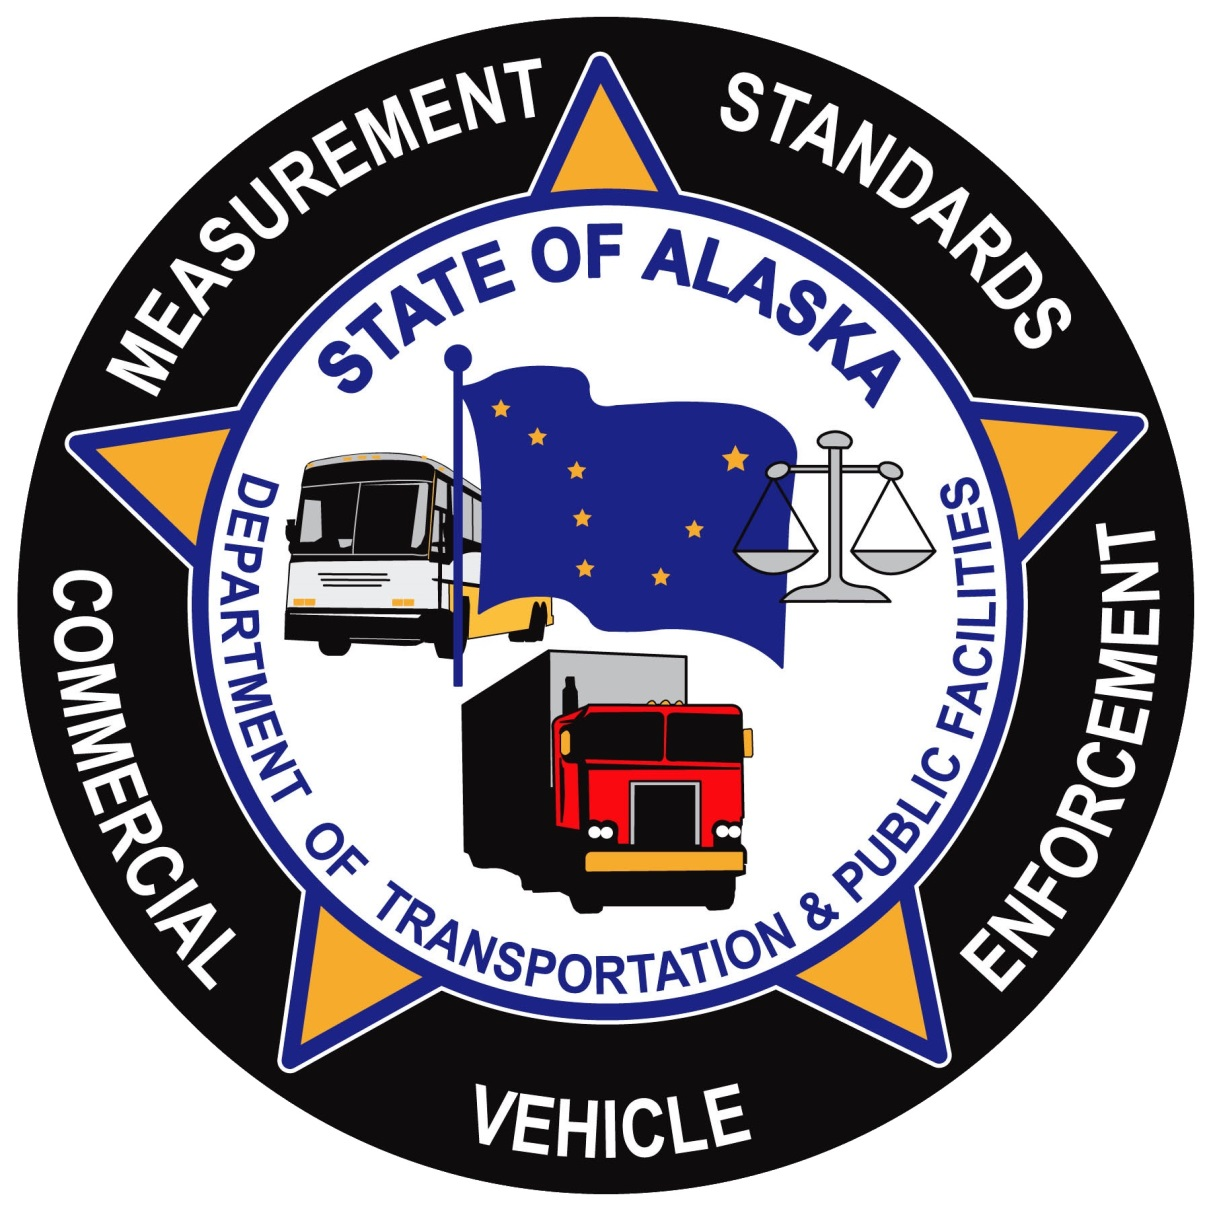 MEASUREMENT STANDARDS
COMMERCIAL VEHICLE ENFORCEMENT
STATE OF ALASKA
DEPARTMENT OF TRANSPORTATION & PUBLIC FACILITIES